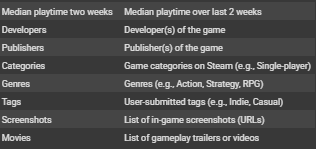 Median playtime two weeks Median playtime over last 2 weeks
Developers Developer(s) of the game
Publishers Publisher(s) of the game
Categories Game categories on Steam (e.g., Single-player)
Genres Genres (e.g., Action, Strategy, RPG)
Tags User-submitted tags (e.g., Indie, Casual)
Screenshots List of in-game screenshots (URLs)
Movies List of gameplay trailers or videos